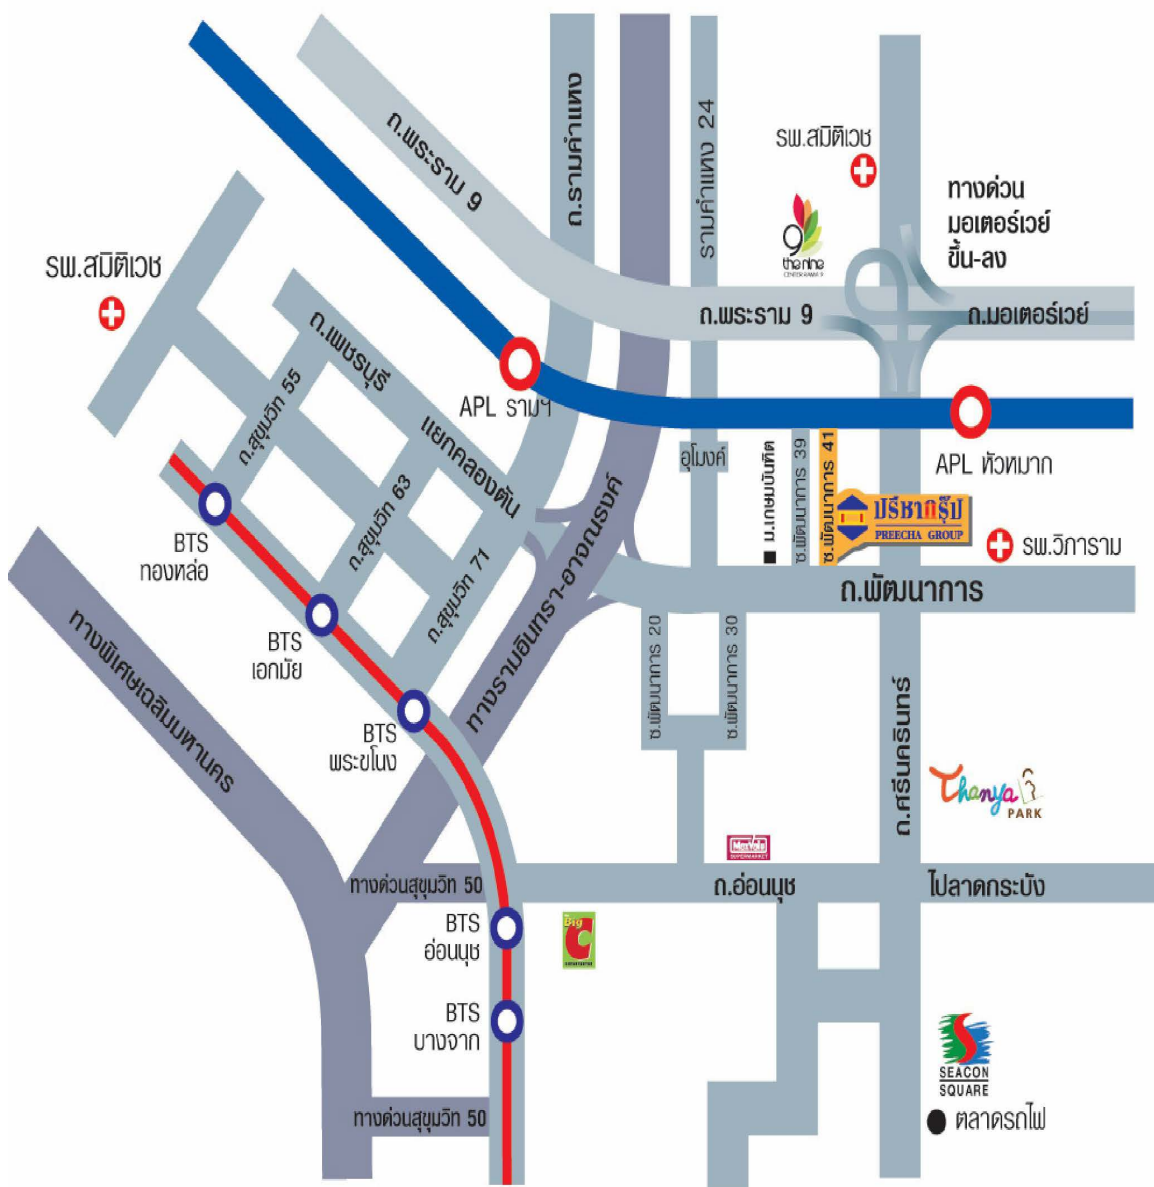 ถ.พระราม 9
ถ.รามคำแหง
รามคำแหง 24
รพ.สมิติเวช
ทางด่วน
มอเตอร์เวย์
ขึ้น-ลง
9
the nine
CENTER RAMA 9
รพ.สมิติเวช
ถ.พระราม 9
ถ.มอเตอร์เวย์
ถ.เพชรบุรี
APL รามฯ
ถ.สุขุมวิท 55
แยกคลองตัน
อุโมงค์
ม.เกษมบันฑิต
ซ.พัฒนาการ 39
ซ.พัฒนาการ 41
APL หัวหมาก
ปรีชากรุ๊ป
PREECHA GROUP
รพ.วิภาราม
BTS
ทองหล่อ
ถ.สุขุมวิท 63
ถ.สุขุมวิท 71
ถ.พัฒนาการ
BTS
เอกมัย
ทางรามอินทรา-อาจณรงค์
ซ.พัฒนาการ 20
ซ.พัฒนาการ 30
ทางพิเศษเฉลิมมหานคร
BTS
พระขโนง
ถ.ศรีนครินทร์
Thanya
PARK
MaxValu
SUPERMARKET
ทางด่วนสุขุมวิท 50
ถ.อ่อนนุช
ไปลาดกระบัง
BTS
อ่อนนุช
Big
C
BTS
บางจาก
SEACON
SQUARE
ทางด่วนสุขุมวิท 50
ตลาดรถไฟ